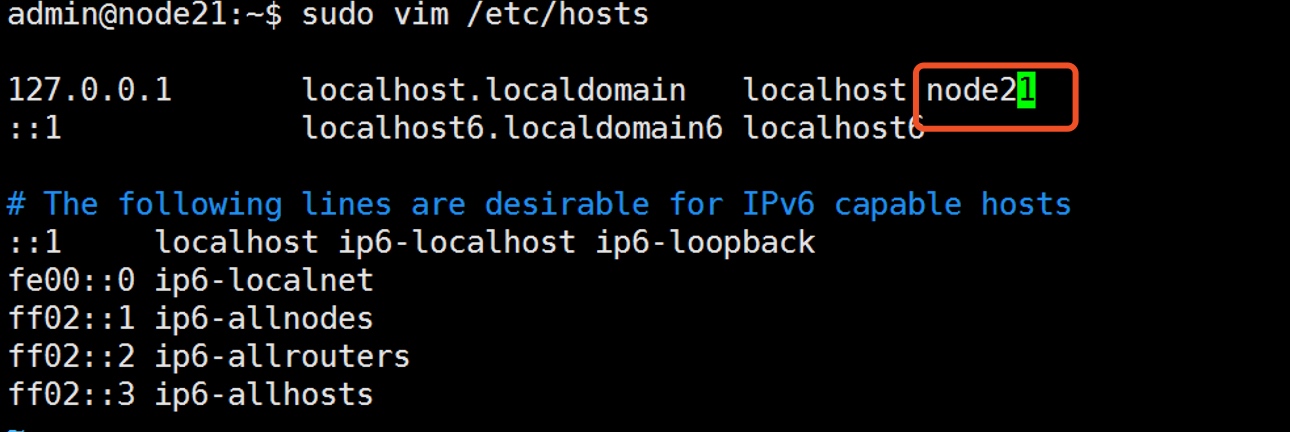 admin@node21:~$ sudo vim /etc/hosts
127.0.0.1 localhost.localdomain localhost node21
::1 localhost6.localdomain6 localhost6
# The following lines are desirable for IPv6 capable hosts
::1 localhost ip6-localhost ip6-loopback
fe00::0 ip6-localnet
ff02::1 ip6-allnodes
ff02::2 ip6-allrouters
ff02::3 ip6-allhosts
~